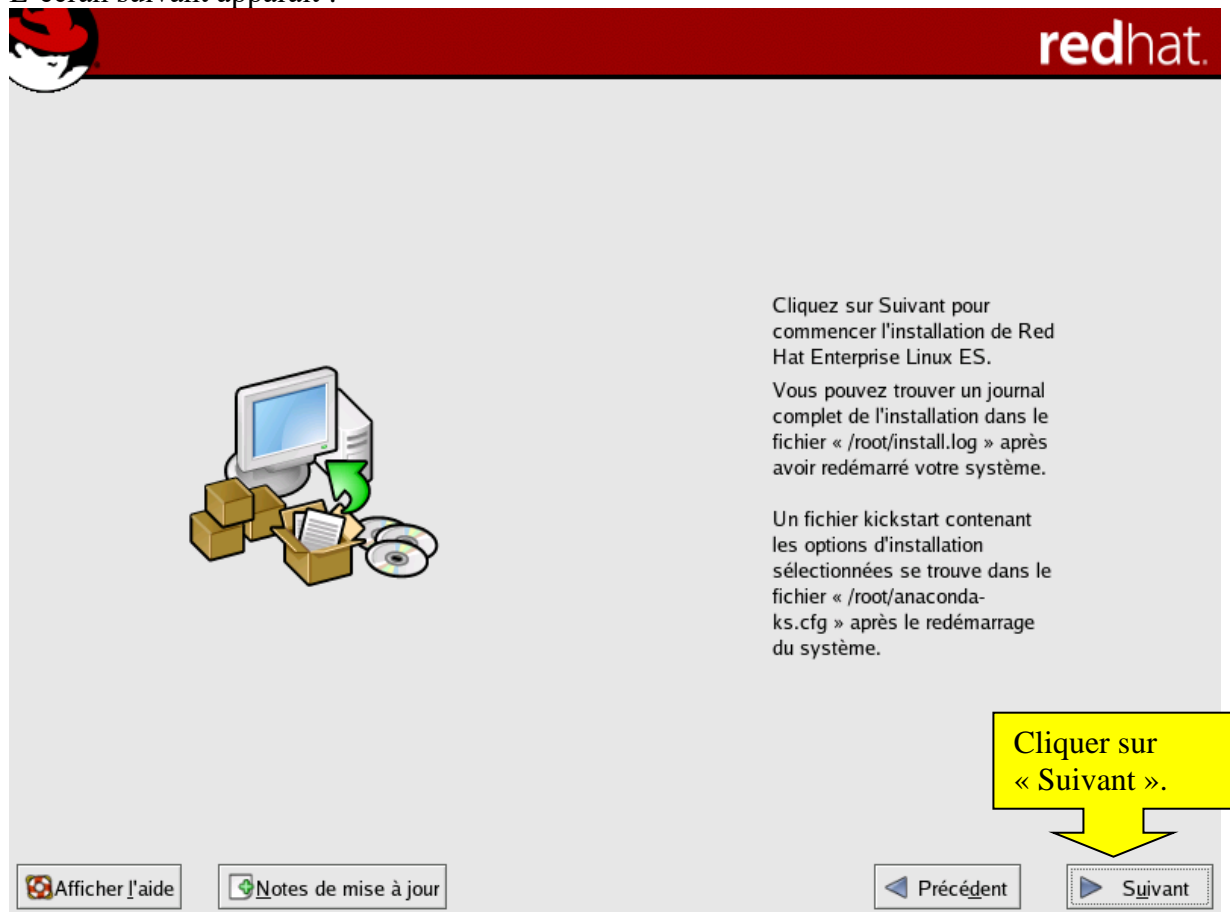 L'écran suivant apparaît :
redhat.
Cliquez sur Suivant pour
commencer l'installation de Red
Hat Enterprise Linux ES.
Vous pouvez trouver un journal
complet de l'installation dans le
fichier « /root/install.log » après
avoir redémarré votre système.
Un fichier kickstart contenant
les options d'installation
sélectionnées se trouve dans le
fichier « /root/anaconda-
ks.cfg » après le redémarrage
du système.
Cliquer sur
« Suivant ».
Afficher l'aide
Notes de mise à jour
Précédent
Suivant